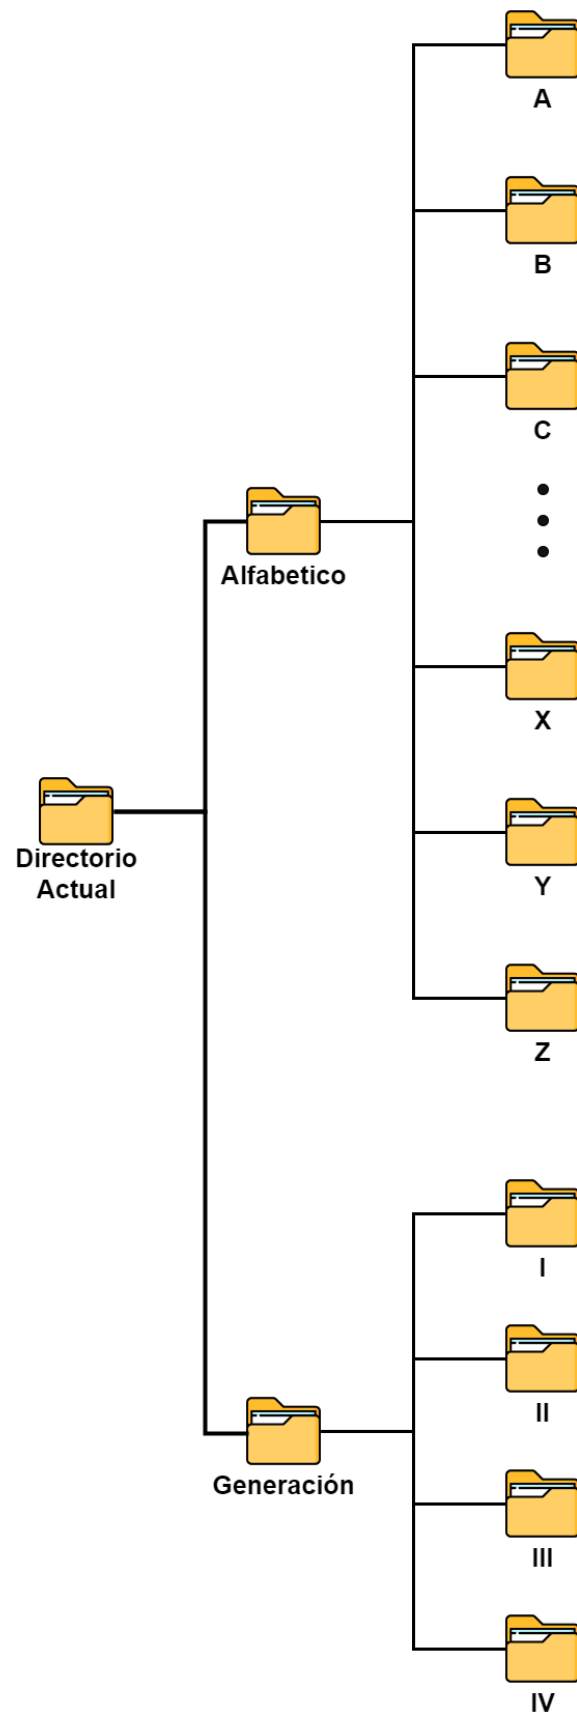 A
B
C
Alfabetico
X
Directorio
Actual
Y
Z
I
II
Generación
III
IV